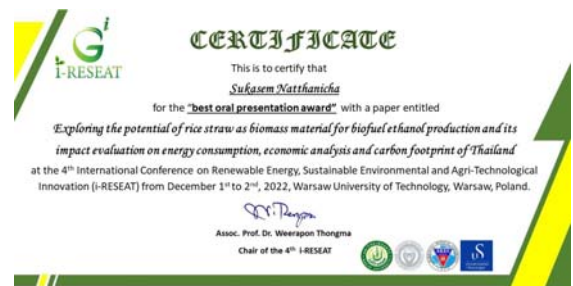 Gi
i-RESEAT
CERTIFICATE
This is to certify that
Sukasem Natthanicha
for the "best oral presentation award" with a paper entitled
Exploring the potential of rice straw as biomass material for biofuel ethanol production and its
impact evaluation on energy consumption, economic analysis and carbon footprint of Thailand
at the 4th International Conference on Renewable Energy, Sustainable Environmental and Agri-Technological
Innovation (i-RESEAT) from December 1st to 2nd, 2022, Warsaw University of Technology, Warsaw, Poland.
Assoc. Prof. Dr. Weerapon Thongma
Chair of the 4th i-RESEAT